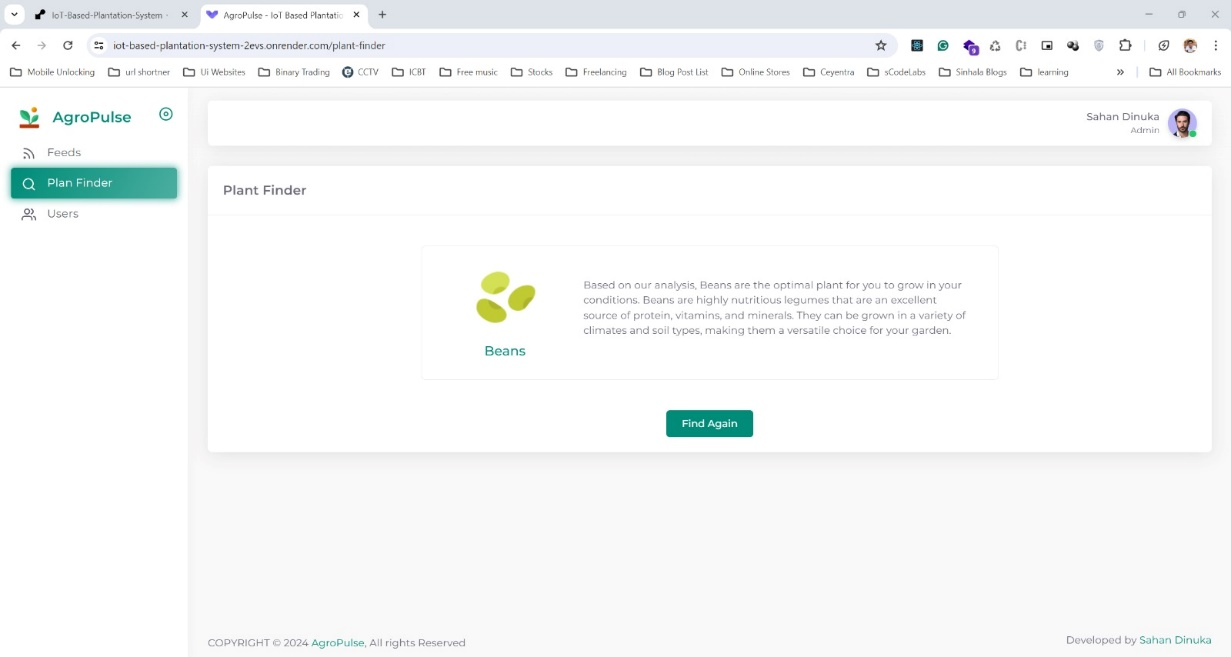 IoT-Based-Plantation-System -
AgroPulse - IoT Based Plantatio
iot-based-plantation-system-2evs.onrender.com/plant-finder
9
Mobile Unlocking
url shortner
Ui Websites
Binary Trading
CCTV
ICBT
Free music
Stocks
Freelancing
Blog Post List
Online Stores
Ceyentra
sCodeLabs
Sinhala Blogs
learning
All Bookmarks
AgroPulse
Feeds
Plan Finder
Users
Sahan Dinuka
Admin
Plant Finder
Beans
Based on our analysis, Beans are the optimal plant for you to grow in your
conditions. Beans are highly nutritious legumes that are an excellent
source of protein, vitamins, and minerals. They can be grown in a variety of
climates and soil types, making them a versatile choice for your garden.
Find Again
COPYRIGHT © 2024 AgroPulse, All rights Reserved
Developed by Sahan Dinuka